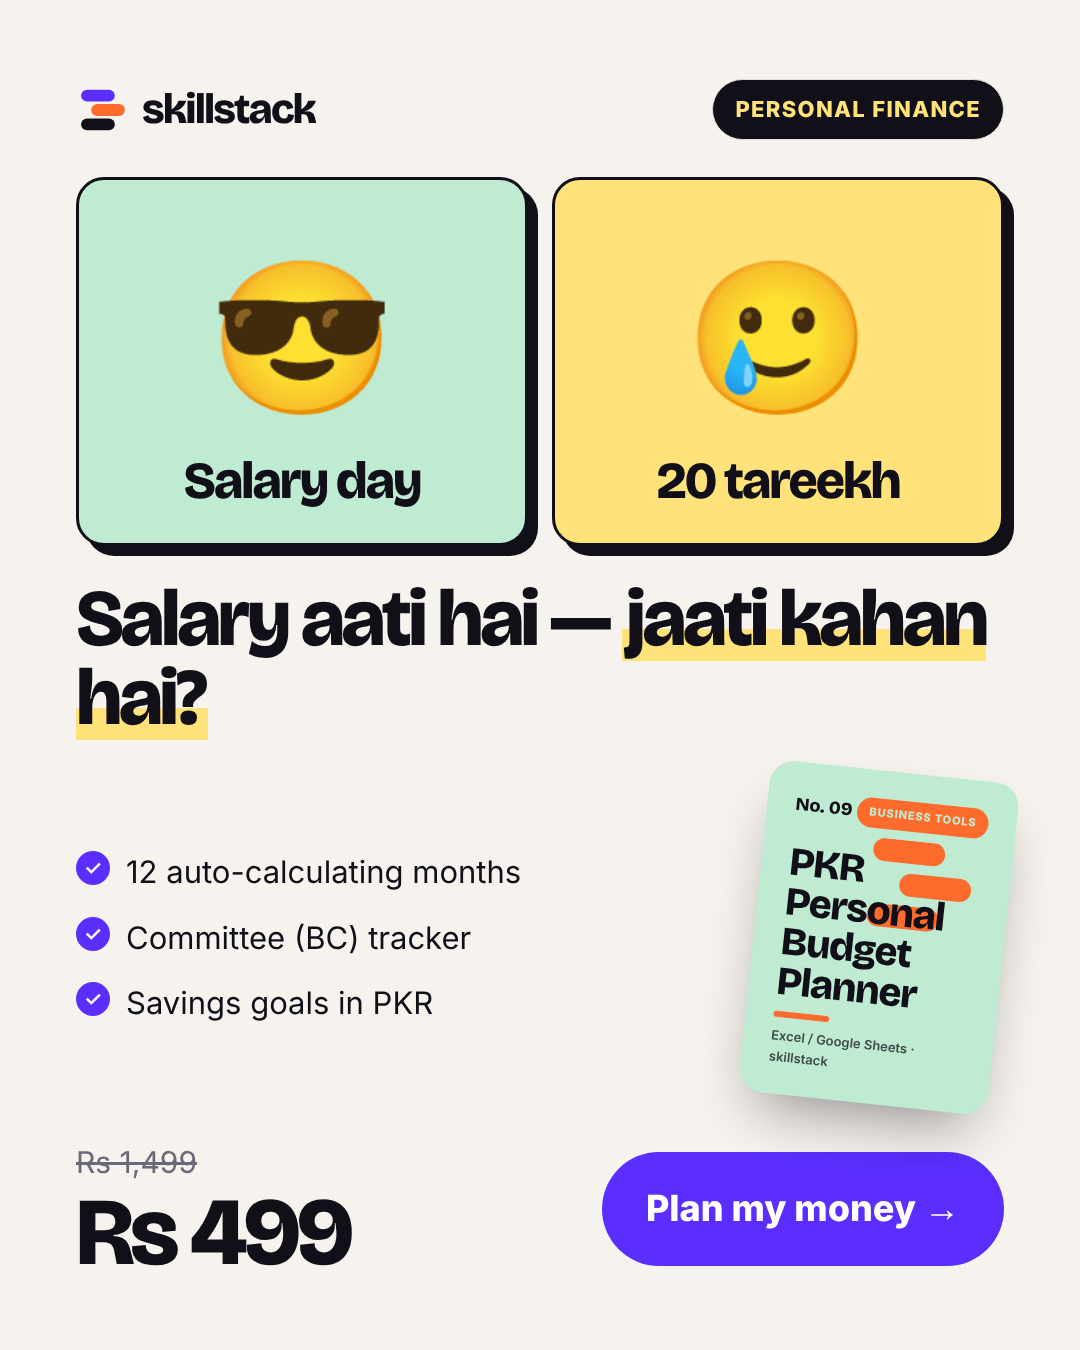 skillstack
PERSONAL FINANCE
Salary day
20 tareekh
Salary aati hai — jaati kahan
hai?
12 auto-calculating months
Committee (BC) tracker
Savings goals in PKR
No. 09
BUSINESS TOOLS
PKR
Personal
Budget
Planner
Excel / Google Sheets ·
skillstack
Rs 1,499
Rs 499
Plan my money →